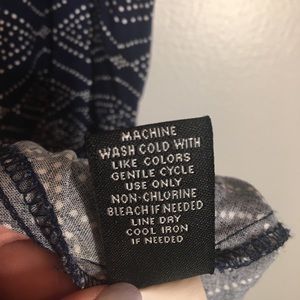 MACHINE
WASH COLD WITH
LIKE COLORS
GENTLE CYCLE
USE ONLY
NON-CHLORINE
BLEACH IF NEEDED
LINE DRY
COOL IRON
IF NEEDED